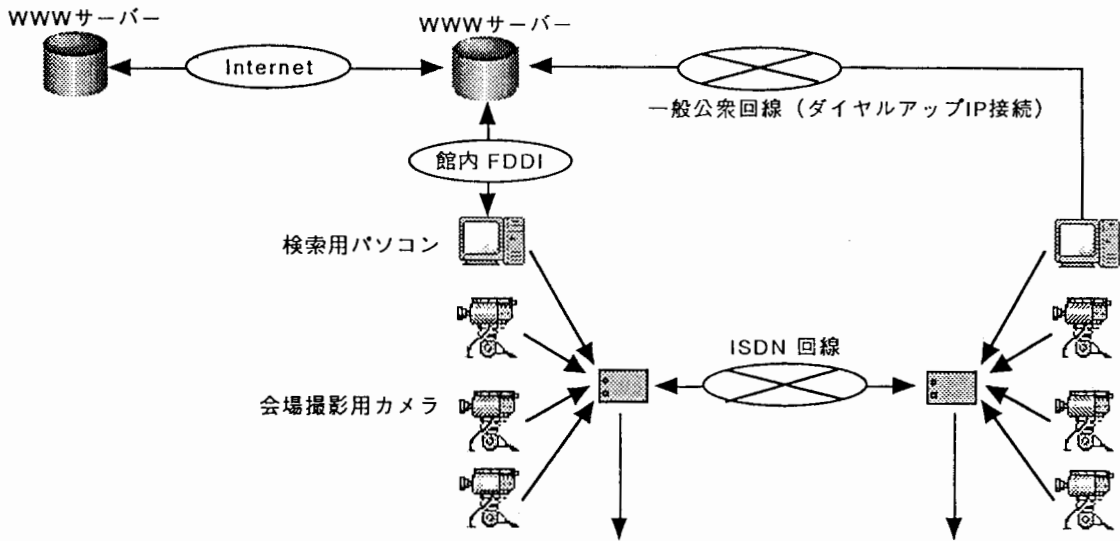 WWWサーバー
WWWサーバー
Internet
一般公衆回線（ダイヤルアップIP接続）
館内 FDDI
検索用パソコン
ISDN 回線
会場撮影用カメラ